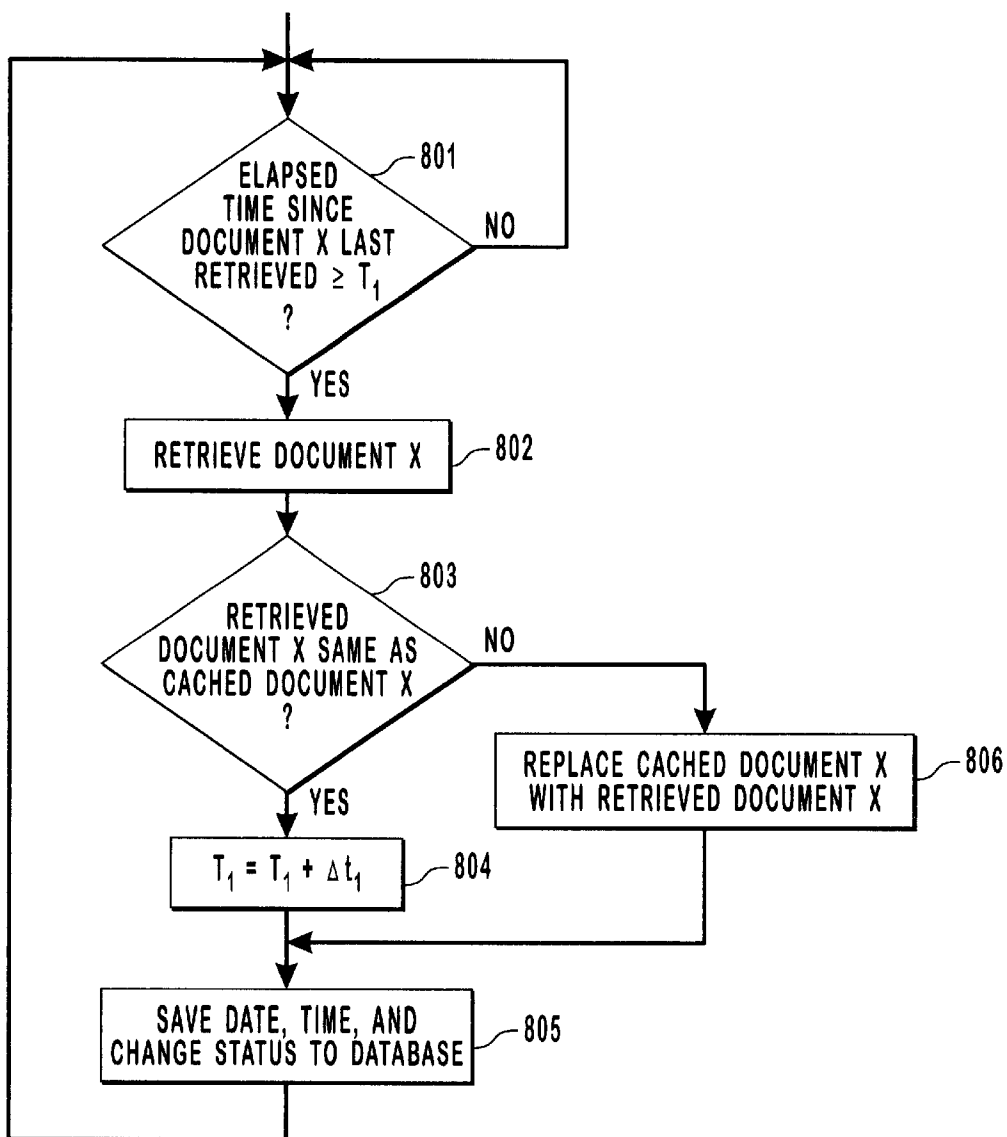 801
ELAPSED
TIME SINCE
DOCUMENT X LAST
RETRIEVED ≥ T₁
?
NO
YES
RETRIEVE DOCUMENT X
802
803
RETRIEVED
DOCUMENT X SAME AS
CACHED DOCUMENT X
?
NO
YES
REPLACE CACHED DOCUMENT X
WITH RETRIEVED DOCUMENT X
806
T₁ = T₁ + Δt₁
804
SAVE DATE, TIME, AND
CHANGE STATUS TO DATABASE
805